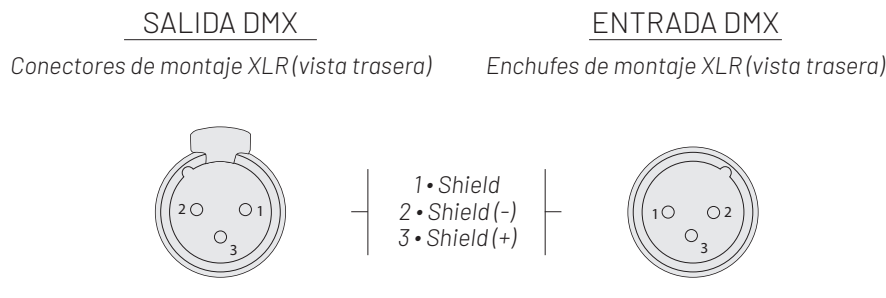 SALIDA DMX
Conectores de montaje XLR (vista trasera)
ENTRADA DMX
Enchufes de montaje XLR (vista trasera)
2 1
3
1 • Shield
2 • Shield (-)
3 • Shield (+)
1 2
3